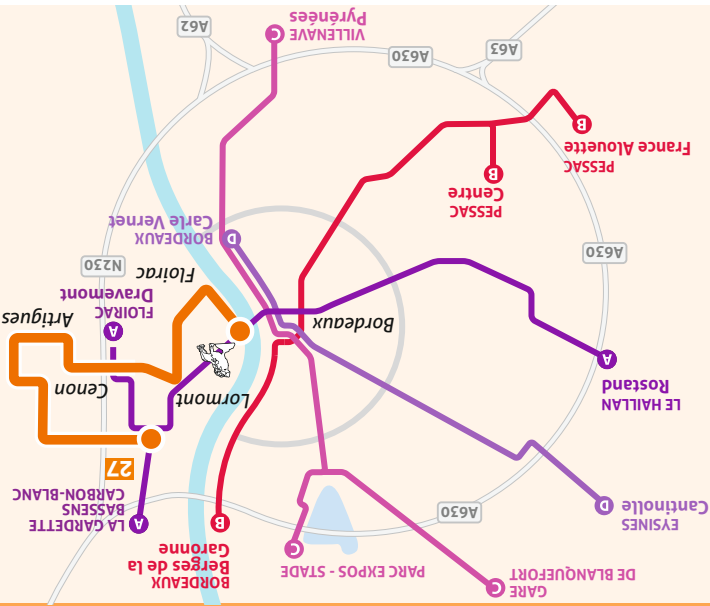 GARE
DE BLANQUEFORT
C
PARC EXPOS - STADE
C
BORDEAUX
Berges de la
Garonne
B
LA GARDETTE
BASSENS
CARBON-BLANC
A
EYSINES
Cantinolle
D
A630
27
LE HAILLAN
Rostand
A
Lormont
Cenon
Bordeaux
Artigues
A
FLOIRAC
Dravemont
Floirac
N230
A630
D
BORDEAUX
Carle Vernet
PESSAC
Centre
B
PESSAC
France Alouette
B
A63
A630
A62
C
VILLENAVE
Pyrénées